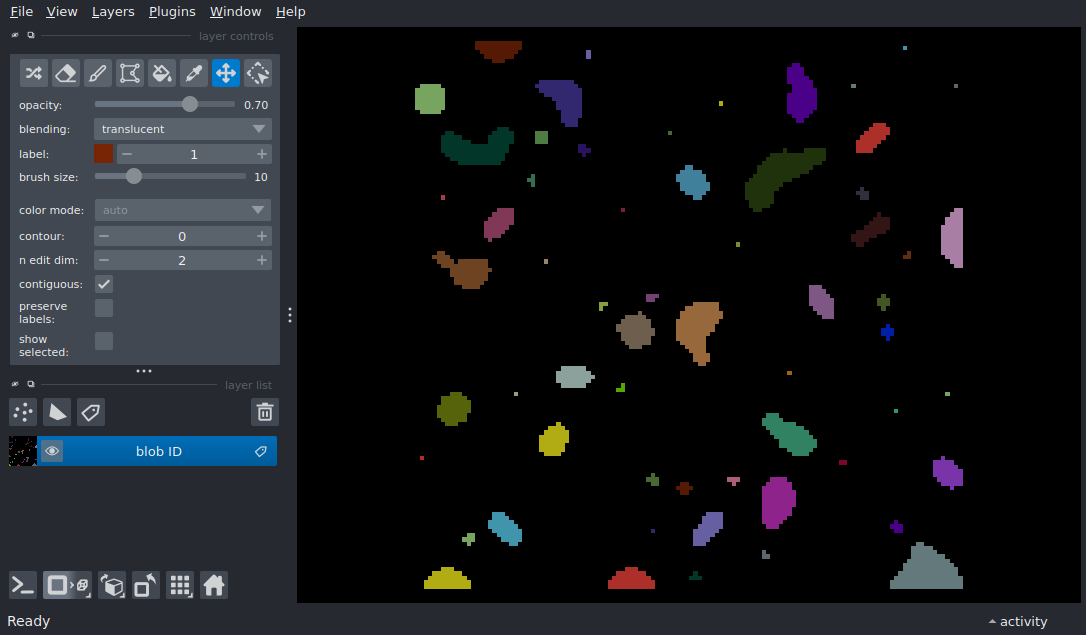 File View Layers Plugins Window Help
layer controls
opacity: 0.70
blending: translucent
label: 1
brush size: 10
color mode: auto
contour: 0
n edit dim: 2
contiguous:
preserve
labels:
show
selected:
layer list
blob ID
Ready activity